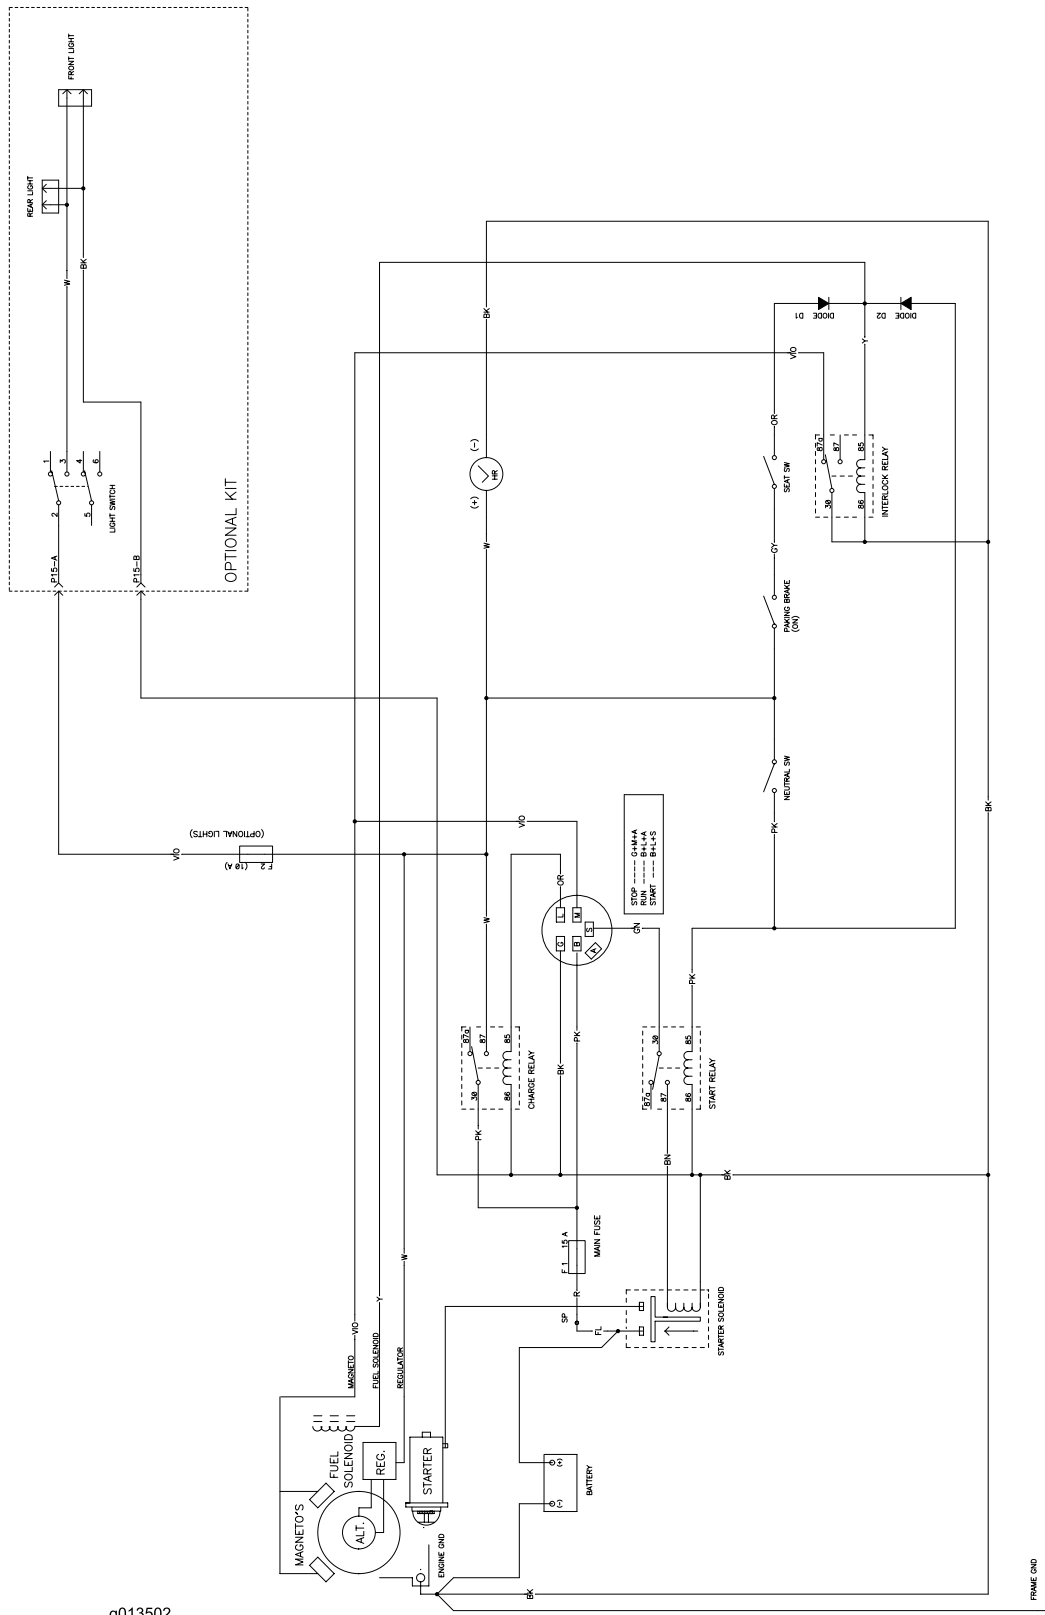 FRONT LIGHT
REAR LIGHT
W
BK
1
3
4
6
2
5
LIGHT SWITCH
P15-A
P15-B
OPTIONAL KIT
VIO
F 2 (10 A)
(OPTIONAL LIGHTS)
BK
(-)
HR
(+)
W
VIO
DIODE D1
DIODE D2
Y
OR
SEAT SW
GY
PAKING BRAKE
(ON)
NEUTRAL SW
PK
87a
87
85
30
86
INTERLOCK RELAY
BK
VIO
STOP ----- G+M+A
RUN ----- B+L+A
START --- B+L+S
OR
L
M
S
G
B
A
GN
W
87a
87
85
30
86
CHARGE RELAY
PK
BK
PK
PK
30
85
87a
87
86
START RELAY
BN
BK
F 1 15 A
MAIN FUSE
R
SP
FL
STARTER SOLENOID
W
Y
VIO
MAGNETO
FUEL SOLENOID
REGULATOR
MAGNETO'S
FUEL
SOLENOID
ALT.
REG.
STARTER
ENGINE GND
(+)
(-)
BATTERY
BK
FRAME GND
g013502